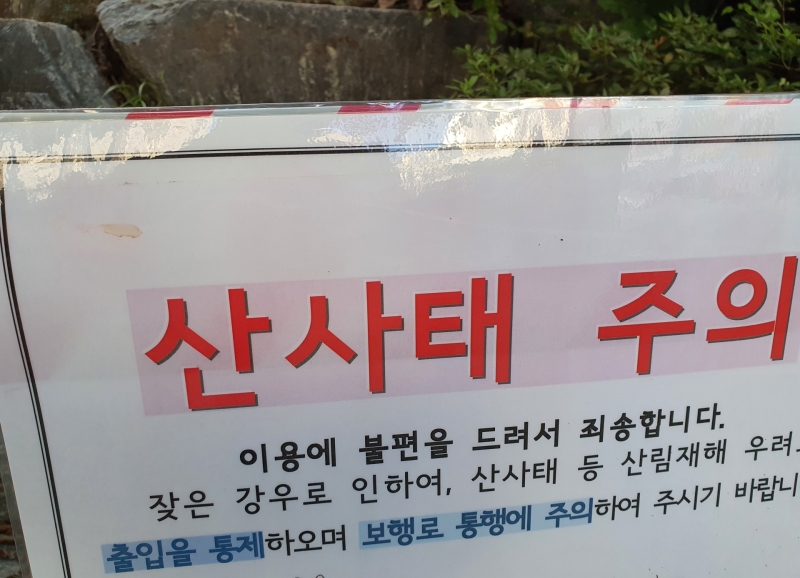 산사태 주의
이용에 불편을 드려서 죄송합니다.
잦은 강우로 인하여, 산사태 등 산림재해 우려
출입을 통제하오며 보행로 통행에 주의하여 주시기 바랍니